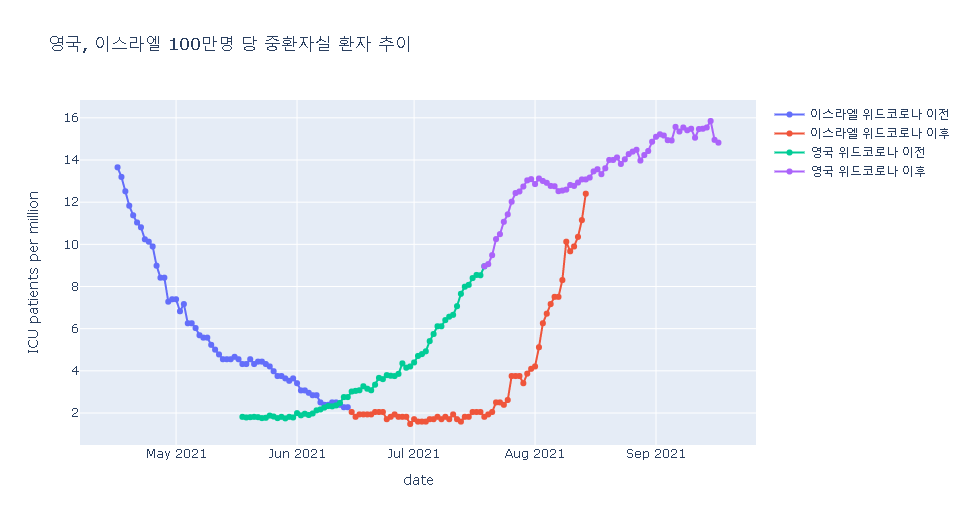 영국, 이스라엘 100만명 당 중환자실 환자 추이
이스라엘 위드코로나 이전
이스라엘 위드코로나 이후
영국 위드코로나 이전
영국 위드코로나 이후
ICU patients per million
16
14
12
10
8
6
4
2
May 2021 Jun 2021 Jul 2021 Aug 2021 Sep 2021
date